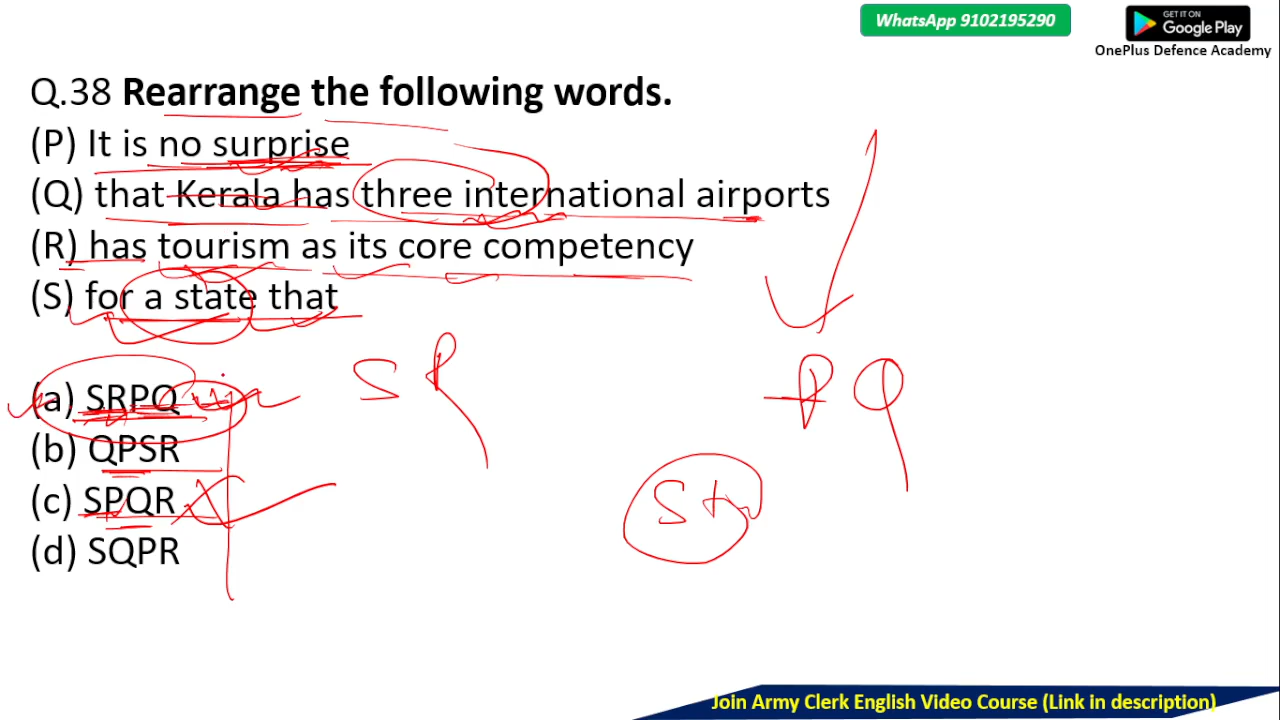 WhatsApp 9102195290
GET IT ON
Google Play
OnePlus Defence Academy
Q.38 Rearrange the following words.
(P) It is no surprise
(Q) that Kerala has three international airports
(R) has tourism as its core competency
(S) for a state that
(a) SRPQ
(b) QPSR
(c) SPQR
(d) SQPR
S R
P Q
Join Army Clerk English Video Course (Link in description)